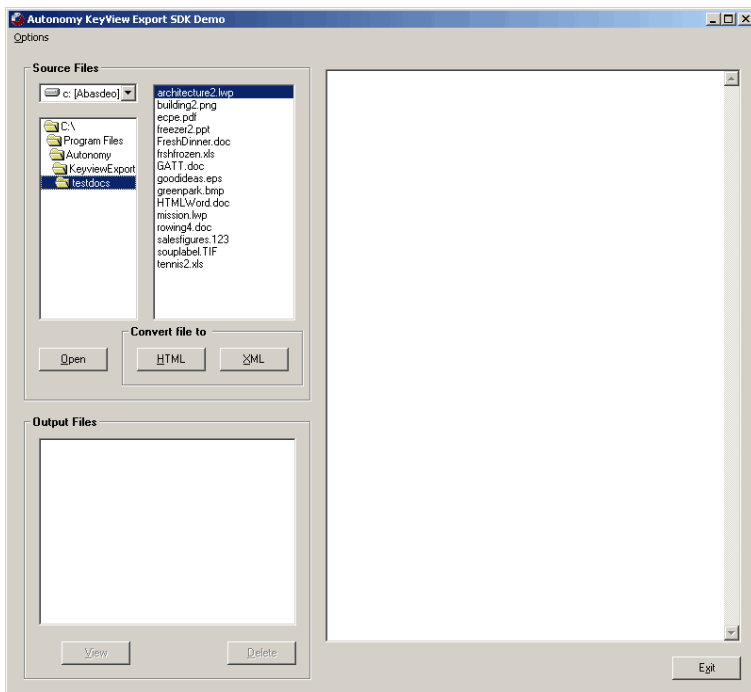 Autonomy KeyView Export SDK Demo
Options
Source Files
c: [Abasdeo]
C:\
Program Files
Autonomy
KeyviewExport
testdocs
architecture2.lwp
building2.png
ecpe.pdf
freezer2.ppt
FreshDinner.doc
frshfrozen.xls
GATT.doc
goodideas.eps
greenpark.bmp
HTMLWord.doc
mission.lwp
rowing4.doc
salesfigures.123
souplabel.TIF
tennis2.xls
Convert file to
Open
HTML
XML
Output Files
View
Delete
Exit